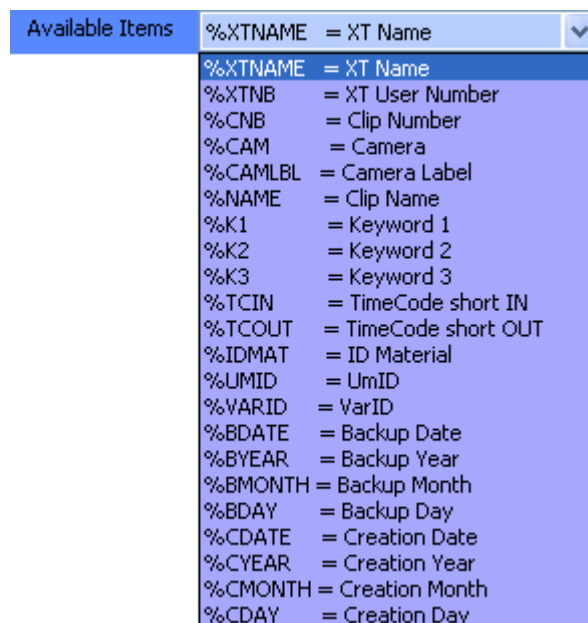 Available Items %XTNAME = XT Name
%XTNAME = XT Name
%XTNB = XT User Number
%CNB = Clip Number
%CAM = Camera
%CAMLBL = Camera Label
%NAME = Clip Name
%K1 = Keyword 1
%K2 = Keyword 2
%K3 = Keyword 3
%TCIN = TimeCode short IN
%TCOUT = TimeCode short OUT
%IDMAT = ID Material
%UMID = UmID
%VARID = VarID
%BDATE = Backup Date
%BYEAR = Backup Year
%BMONTH = Backup Month
%BDAY = Backup Day
%CDATE = Creation Date
%CYEAR = Creation Year
%CMONTH = Creation Month
%CDAY = Creation Day